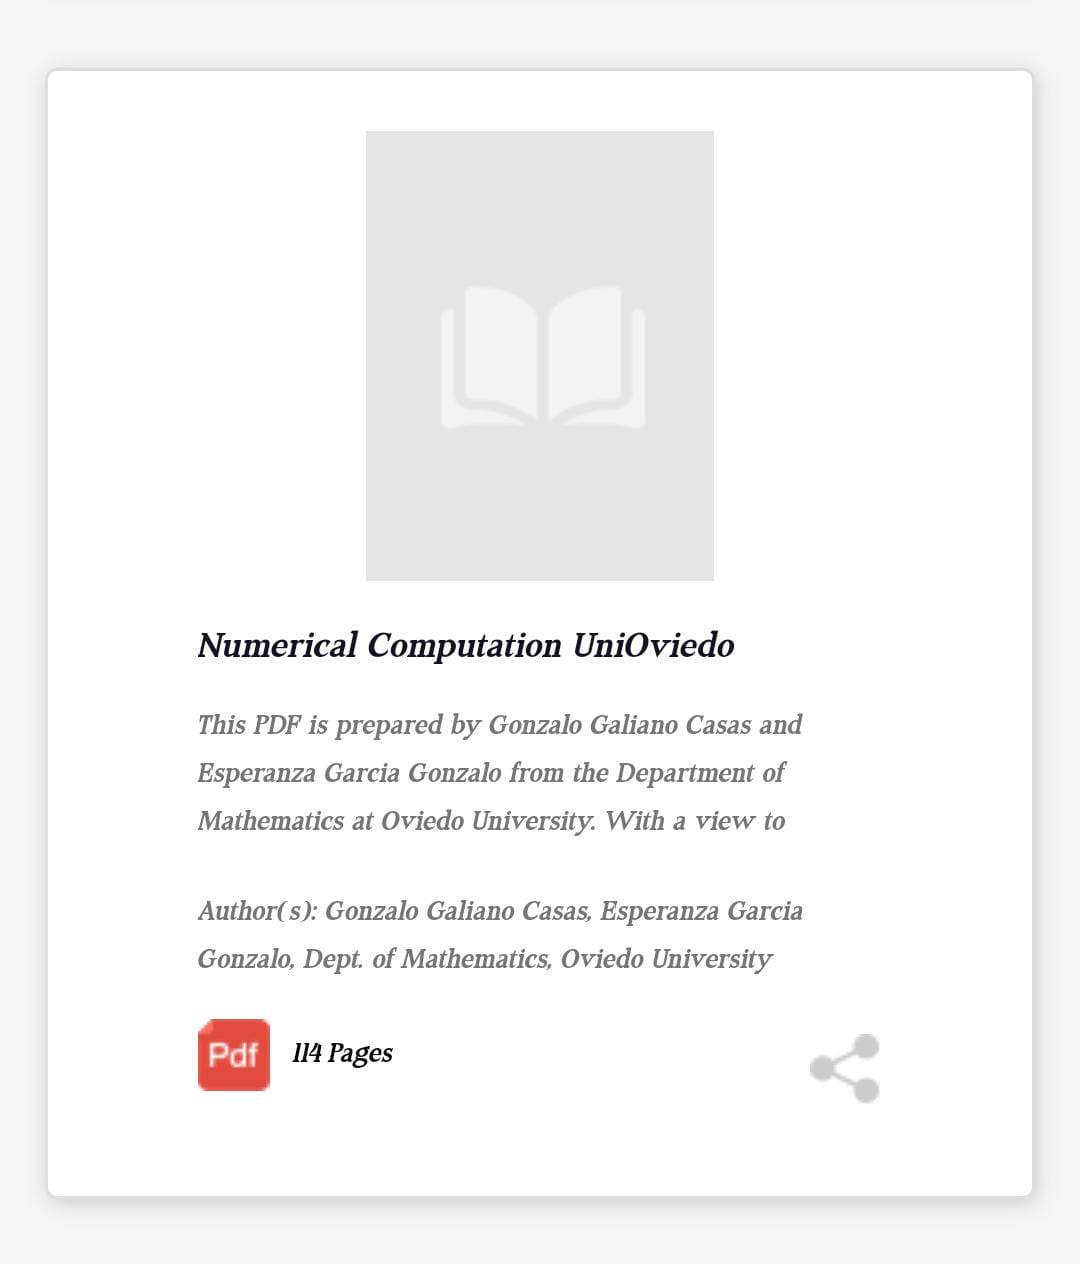 Numerical Computation UniOviedo
This PDF is prepared by Gonzalo Galiano Casas and
Esperanza Garcia Gonzalo from the Department of
Mathematics at Oviedo University. With a view to
Author(s): Gonzalo Galiano Casas, Esperanza Garcia
Gonzalo, Dept. of Mathematics, Oviedo University
Pdf 114 Pages